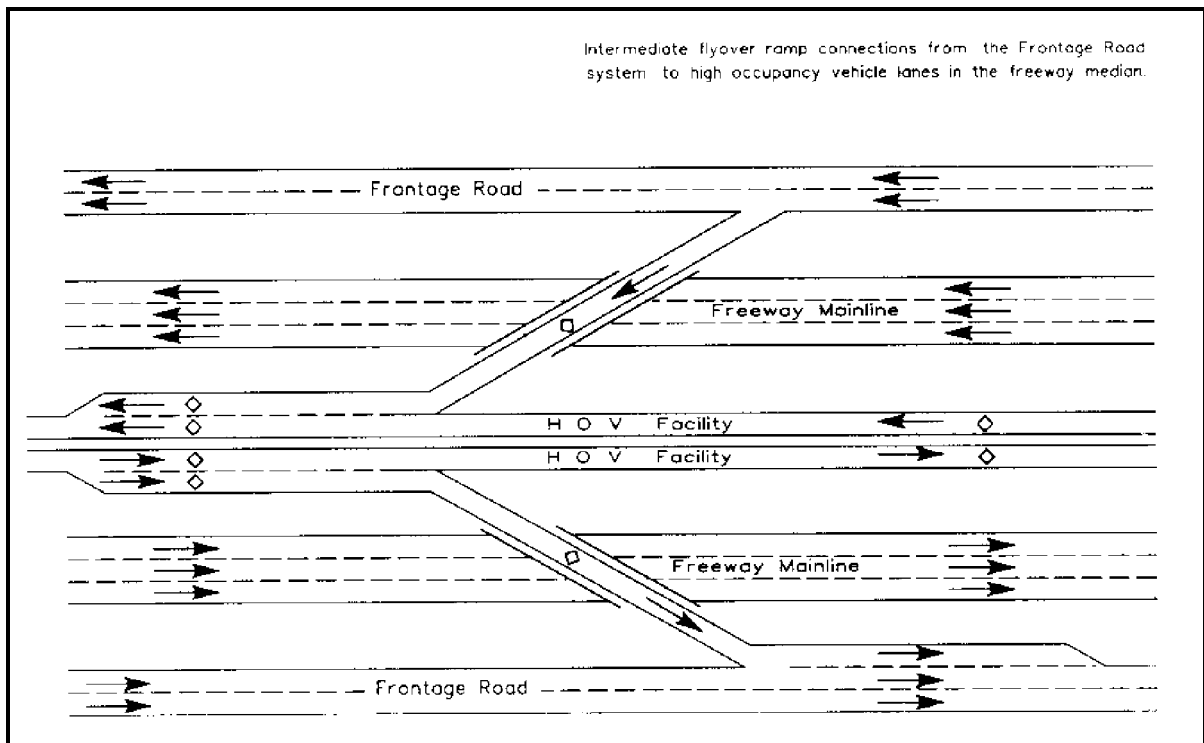 Intermediate flyover ramp connections from the Frontage Road
system to high occupancy vehicle lanes in the freeway median.
Frontage Road
Freeway Mainline
H O V Facility
H O V Facility
Freeway Mainline
Frontage Road